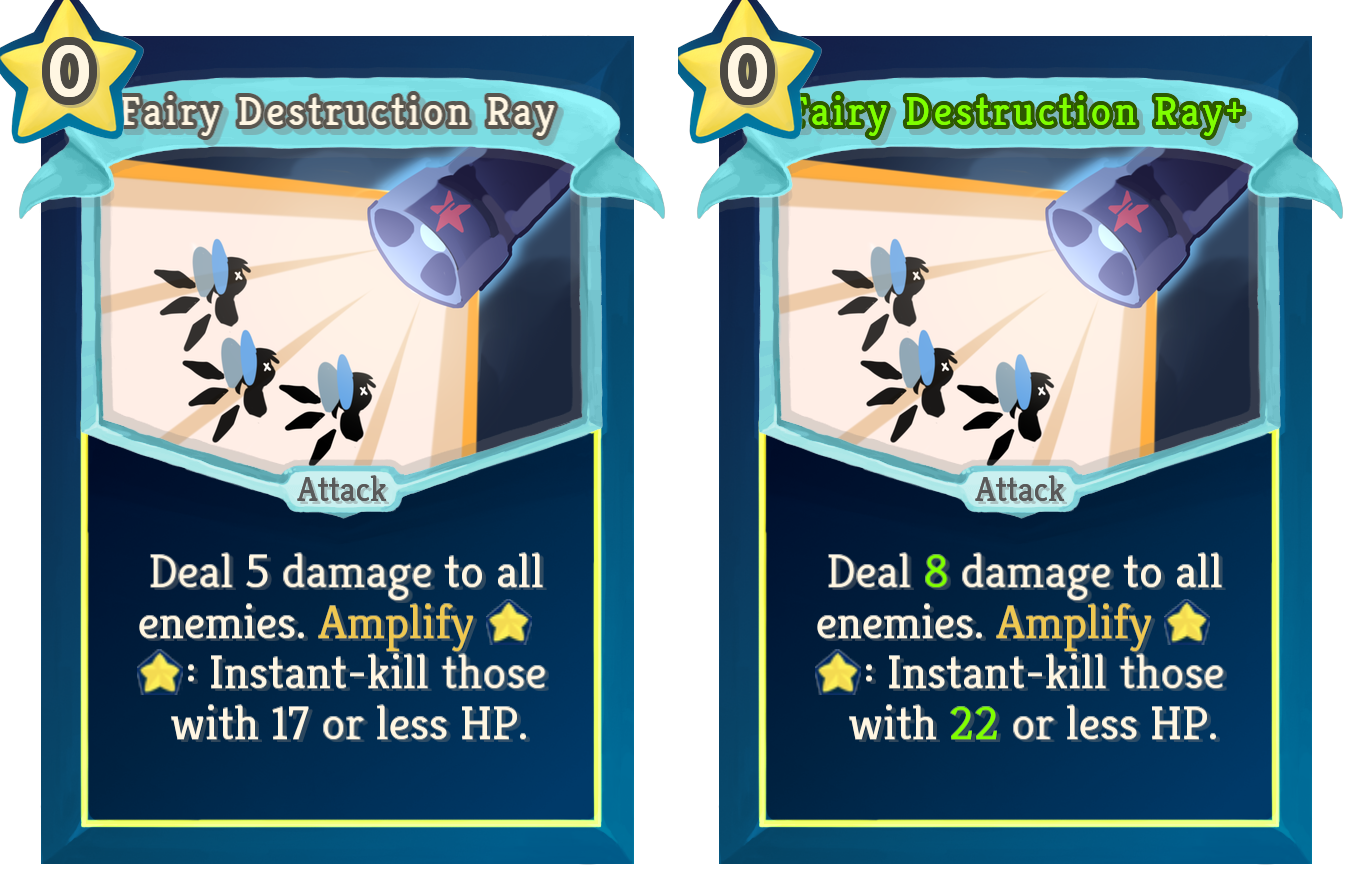 0
Fairy Destruction Ray
Attack
Deal 5 damage to all
enemies. Amplify
: Instant-kill those
with 17 or less HP.
0
Fairy Destruction Ray+
Attack
Deal 8 damage to all
enemies. Amplify
: Instant-kill those
with 22 or less HP.